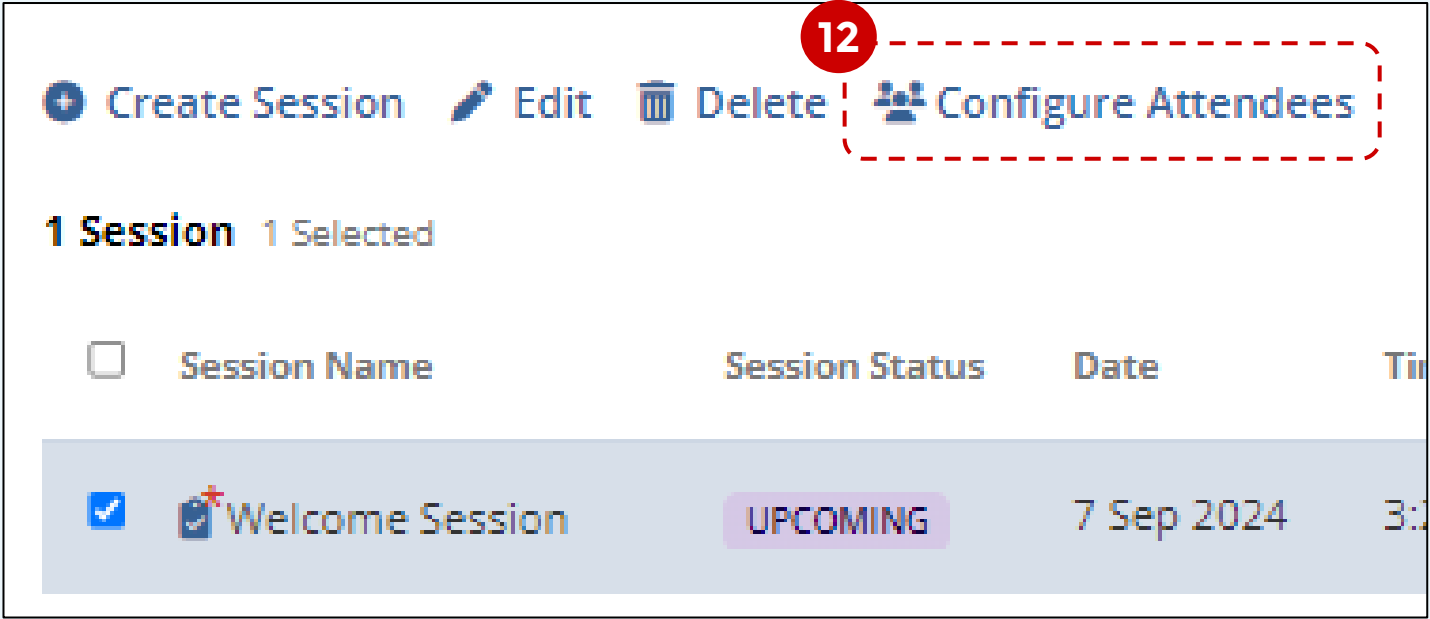 12
Create Session Edit Delete Configure Attendees
1 Session 1 Selected
Session Name Session Status Date
Welcome Session UPCOMING 7 Sep 2024